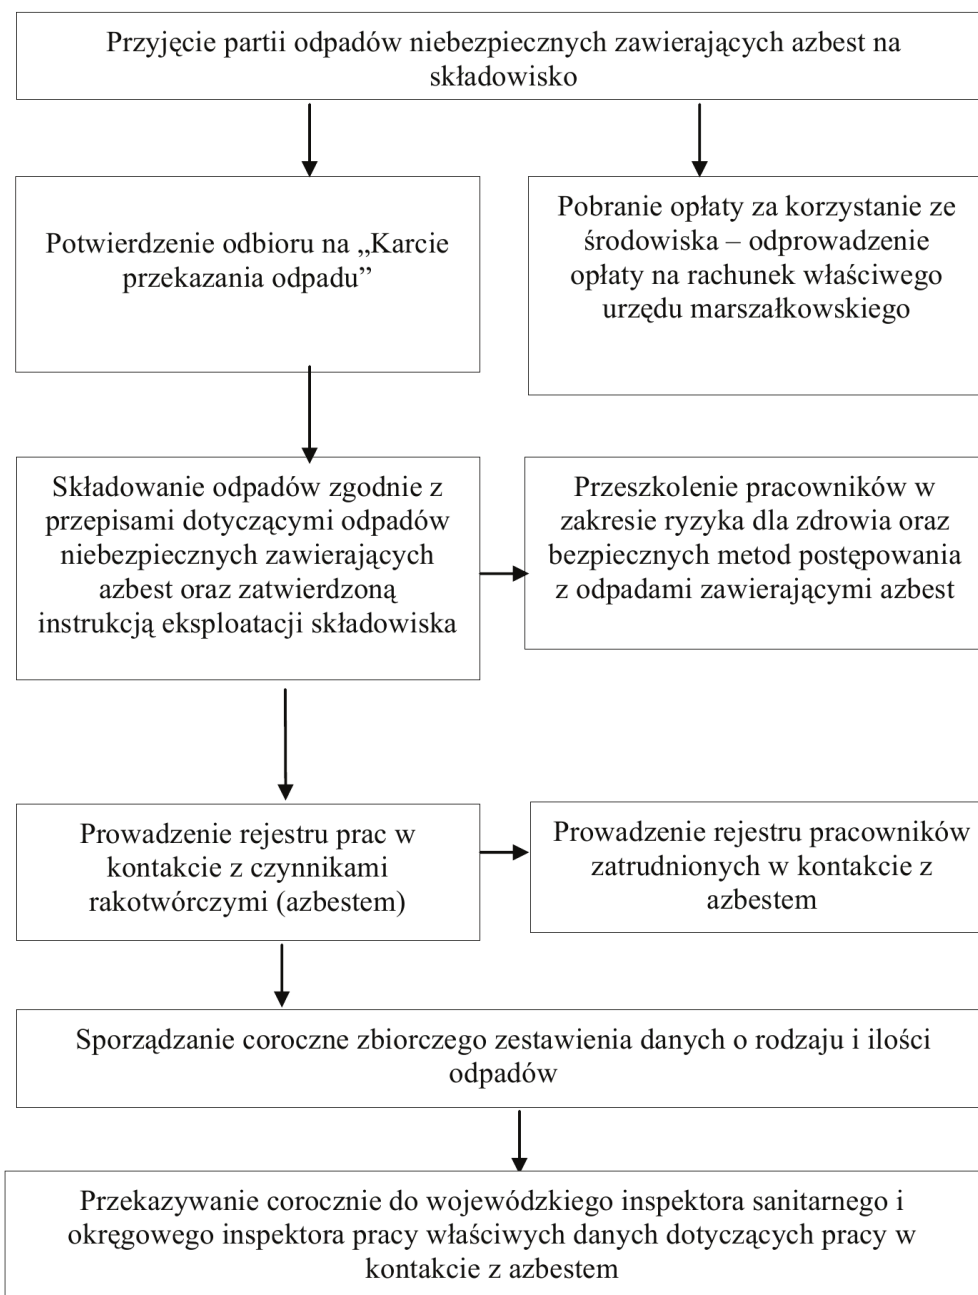 Przyjęcie partii odpadów niebezpiecznych zawierających azbest na
składowisko
Potwierdzenie odbioru na „Karcie
przekazania odpadu”
Pobranie opłaty za korzystanie ze
środowiska – odprowadzenie
opłaty na rachunek właściwego
urzędu marszałkowskiego
Składowanie odpadów zgodnie z
przepisami dotyczącymi odpadów
niebezpiecznych zawierających
azbest oraz zatwierdzoną
instrukcją eksploatacji składowiska
Przeszkolenie pracowników w
zakresie ryzyka dla zdrowia oraz
bezpiecznych metod postępowania
z odpadami zawierającymi azbest
Prowadzenie rejestru prac w
kontakcie z czynnikami
rakotwórczymi (azbestem)
Prowadzenie rejestru pracowników
zatrudnionych w kontakcie z
azbestem
Sporządzanie coroczne zbiorczego zestawienia danych o rodzaju i ilości
odpadów
Przekazywanie corocznie do wojewódzkiego inspektora sanitarnego i
okręgowego inspektora pracy właściwych danych dotyczących pracy w
kontakcie z azbestem